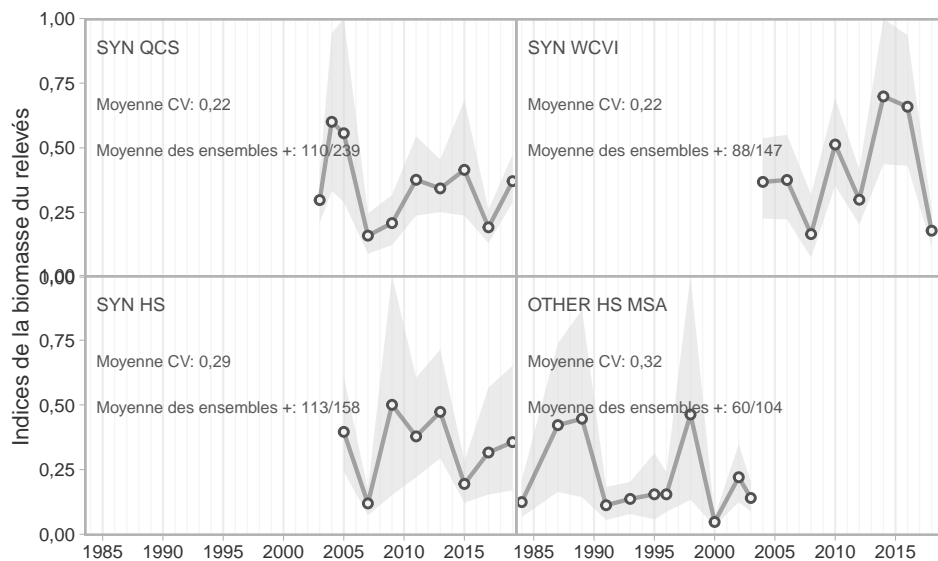 Indices de la biomasse du relevés
1,00
0,75
0,50
0,25
0,00
SYN QCS
Moyenne CV: 0,22
Moyenne des ensembles +: 110/239
SYN WCVI
Moyenne CV: 0,22
Moyenne des ensembles +: 88/147
1,00
0,75
0,50
0,25
0,00
SYN HS
Moyenne CV: 0,29
Moyenne des ensembles +: 113/158
OTHER HS MSA
Moyenne CV: 0,32
Moyenne des ensembles +: 60/104
1985 1990 1995 2000 2005 2010 2015 1985 1990 1995 2000 2005 2010 2015